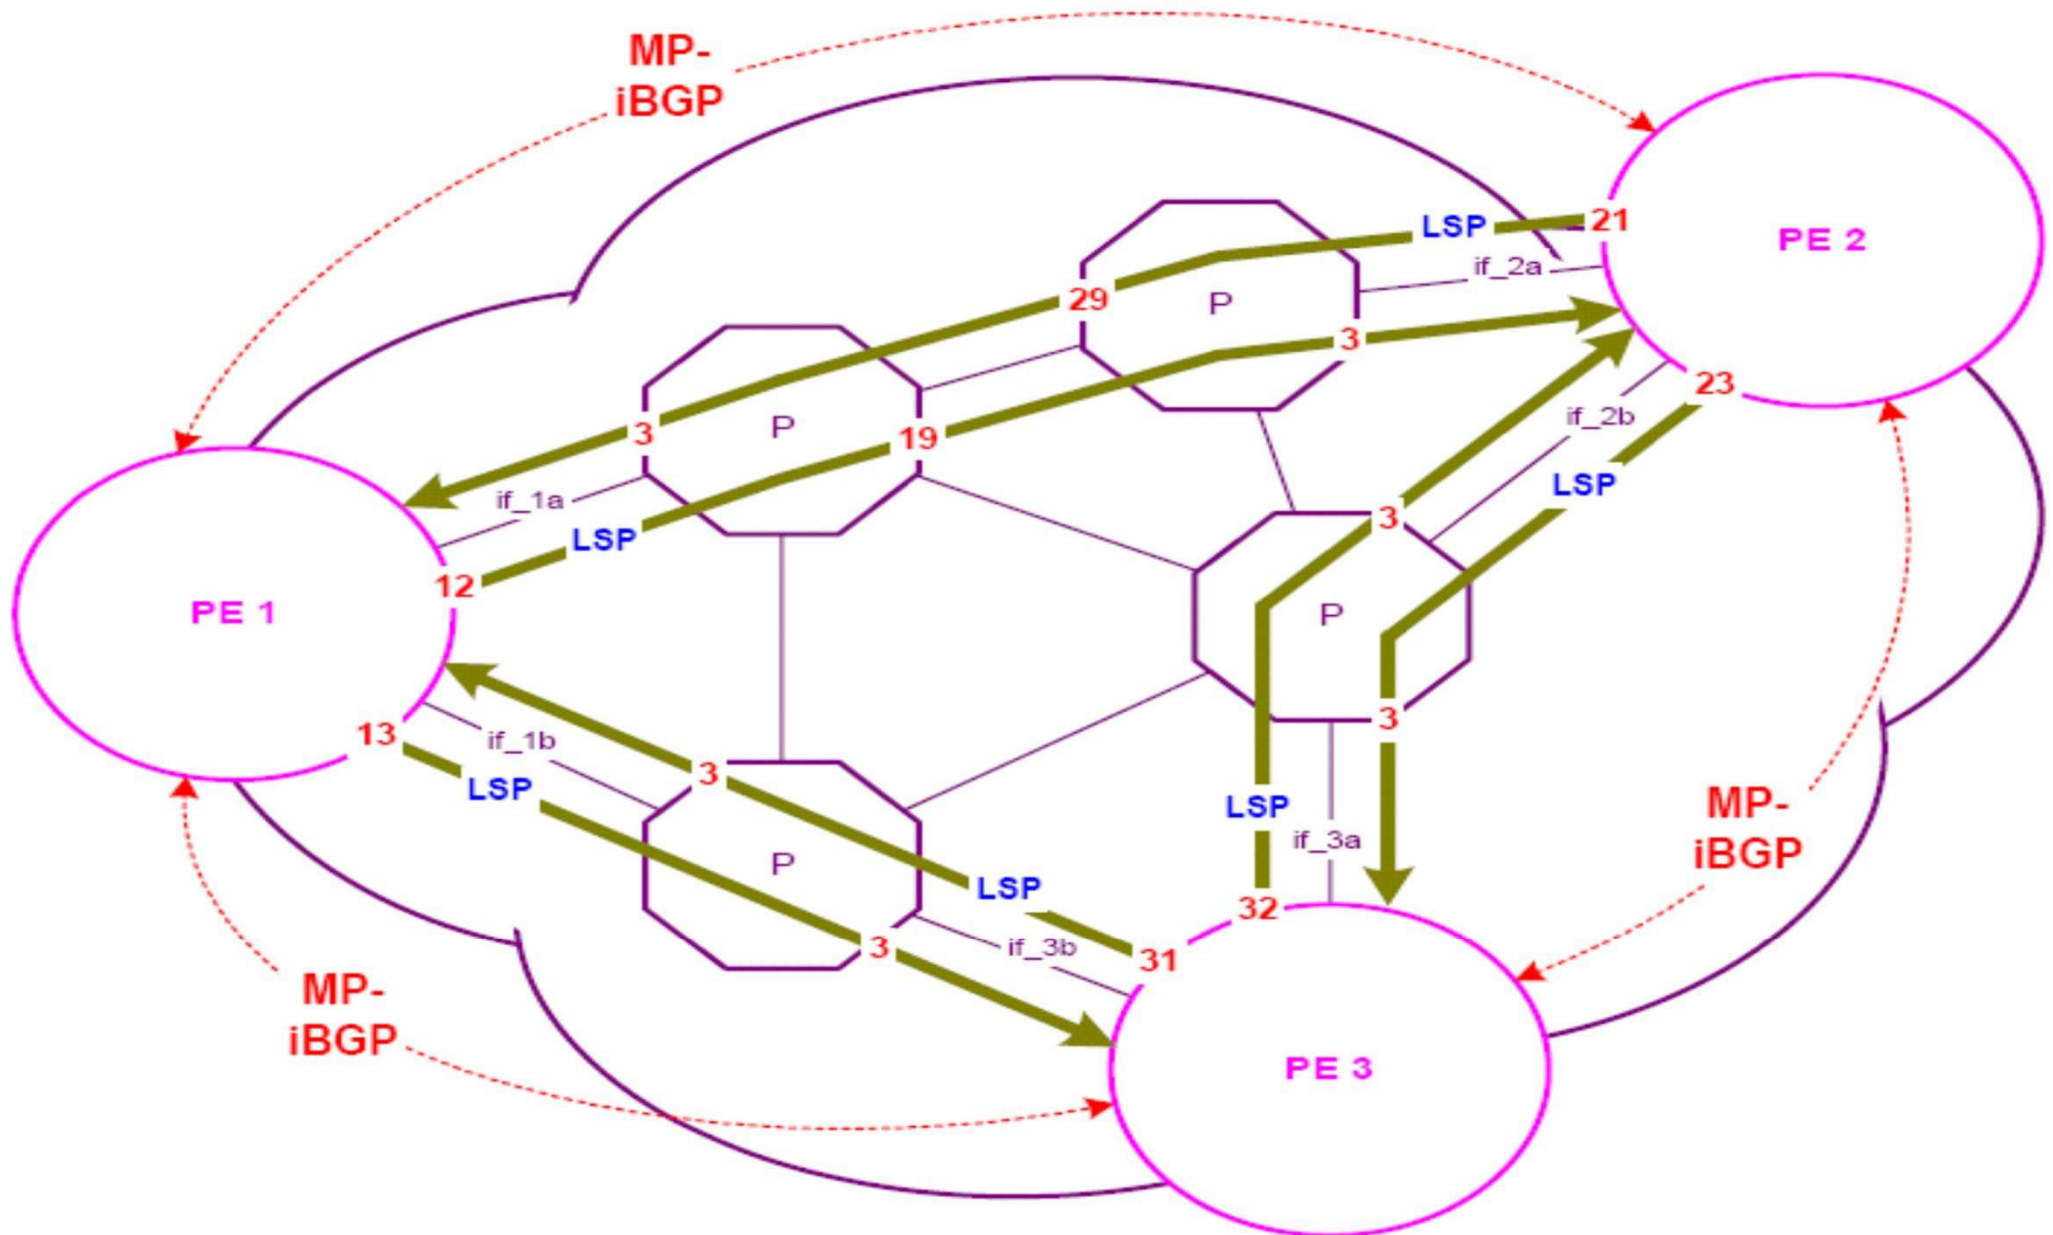 MP-
iBGP
LSP
21
PE 2
if_2a
29
P
3
23
if_2b
P
3
19
LSP
if_1a
3
LSP
12
PE 1
P
3
13
if_1b
3
LSP
P
LSP
LSP
if_3a
MP-
iBGP
32
3
if_3b
31
MP-
iBGP
PE 3